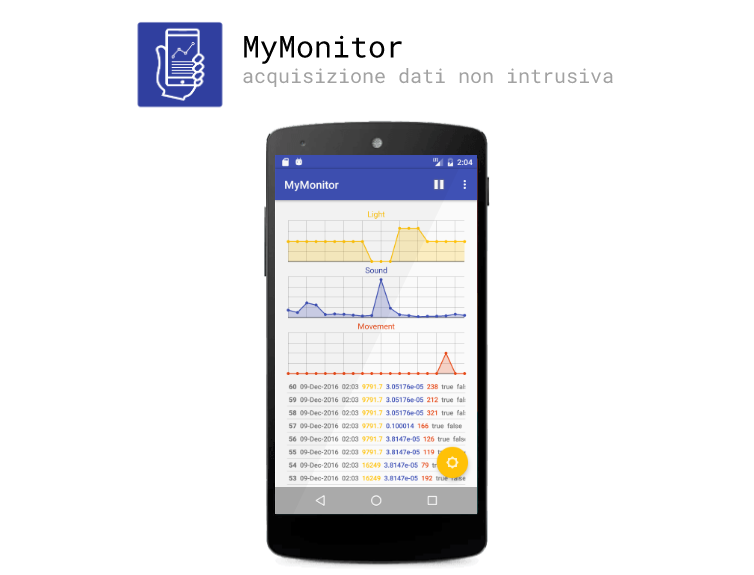 MyMonitor
acquisizione dati non intrusiva
2:04
MyMonitor
Light
Sound
Movement
60 09-Dec-2016 02:03 9791.7 3.05176e-05 238 true fal
59 09-Dec-2016 02:03 9791.7 3.05176e-05 212 true fal
58 09-Dec-2016 02:03 9791.7 3.05176e-05 321 true fal
57 09-Dec-2016 02:03 9791.7 0.100014 166 true false
56 09-Dec-2016 02:03 9791.7 3.8147e-05 126 true false
55 09-Dec-2016 02:03 9791.7 3.8147e-05 119
54 09-Dec-2016 02:03 16249 3.8147e-05 79
53 09-Dec-2016 02:03 16249 3.8147e-05 192 true false